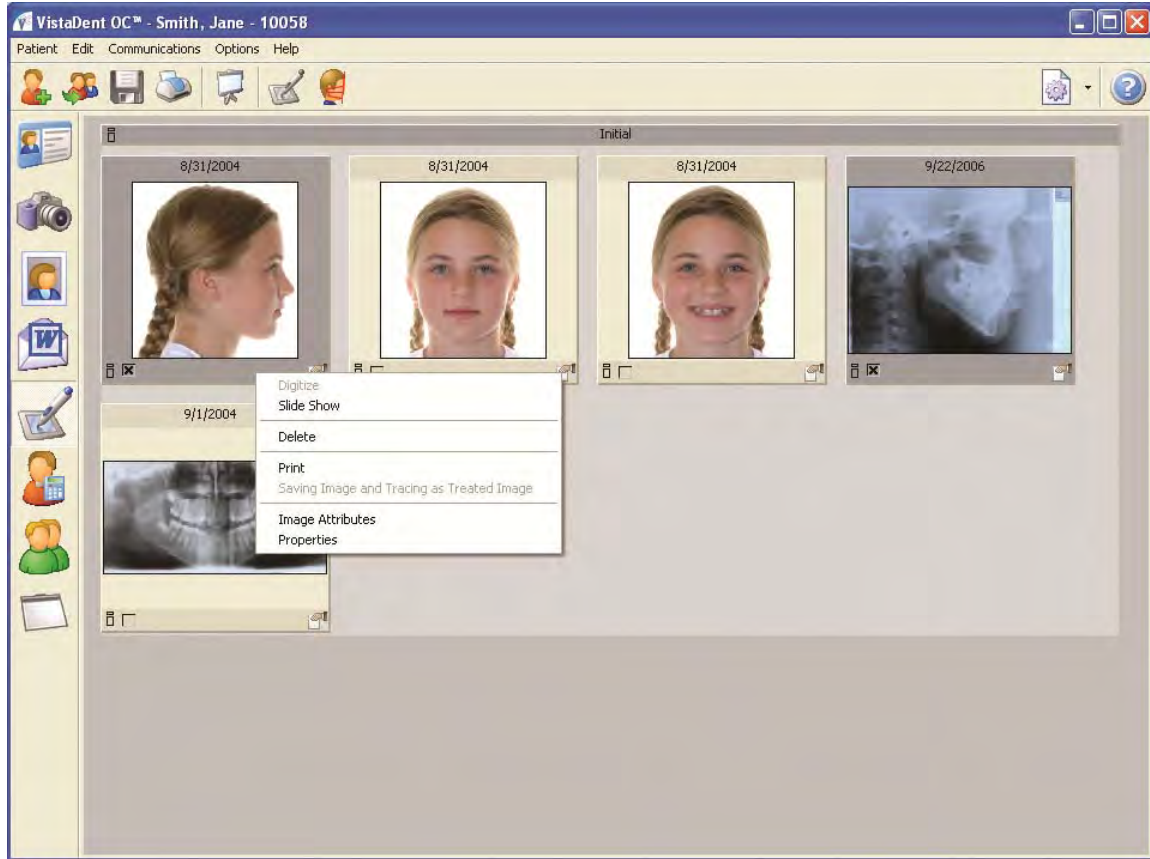 VistaDent OC™ - Smith, Jane - 10058
Patient Edit Communications Options Help
Initial
8/31/2004 8/31/2004 8/31/2004 9/22/2006
Digitize
Slide Show
9/1/2004
Delete
Print
Saving Image and Tracing as Treated Image
Image Attributes
Properties
W